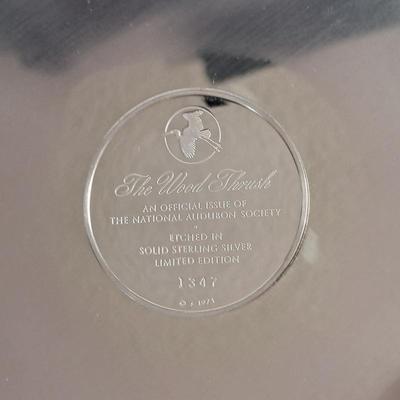 The Wood Thrush
AN OFFICIAL ISSUE OF
THE NATIONAL AUDUBON SOCIETY
ETCHED IN
SOLID STERLING SILVER
LIMITED EDITION
1347
© 1973